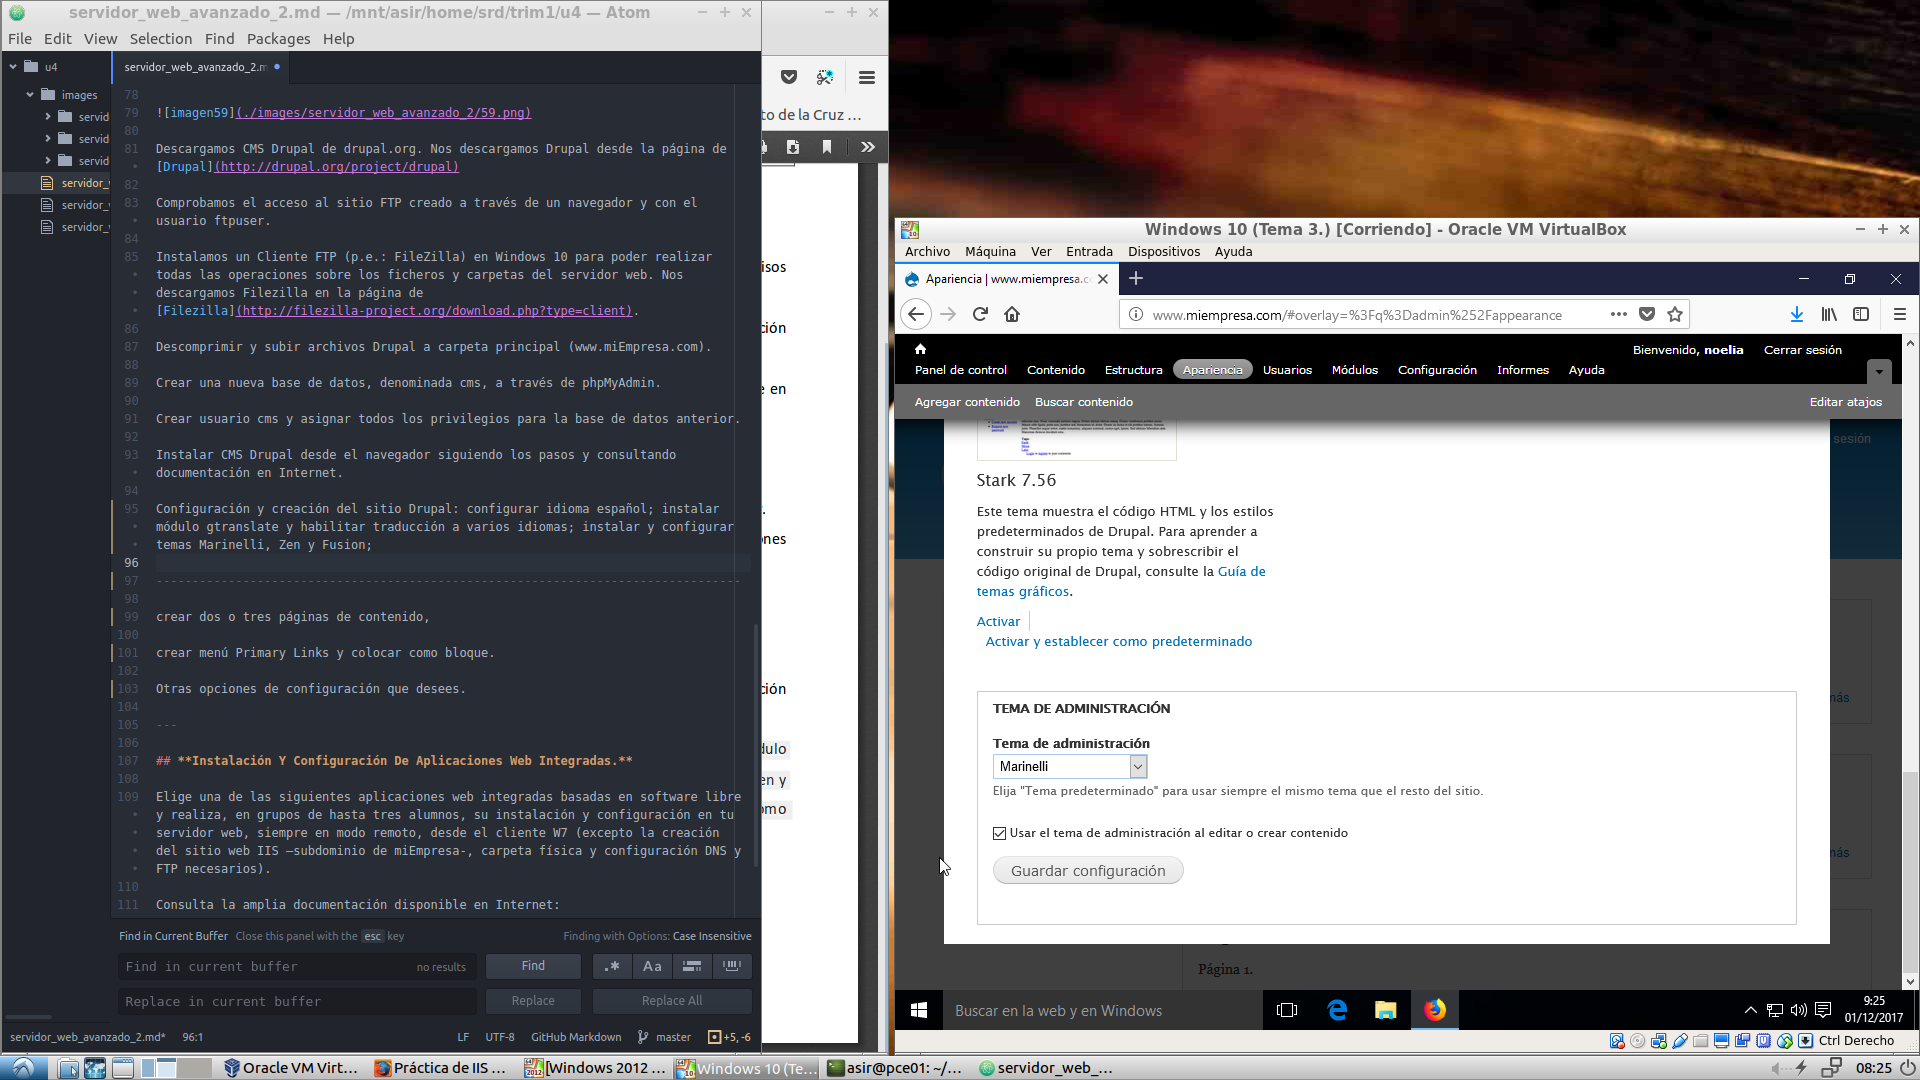 servidor_web_avanzado_2.md — /mnt/asir/home/srd/trim1/u4 — Atom
File Edit View Selection Find Packages Help
u4
images
servid
servid
servid
servidor_
servidor_
servidor_
servidor_web_avanzado_2.m
78
79 ![imagen59](./images/servidor_web_avanzado_2/59.png)
80
81 Descargamos CMS Drupal de drupal.org. Nos descargamos Drupal desde la página de
[Drupal](http://drupal.org/project/drupal)
82
83 Comprobamos el acceso al sitio FTP creado a través de un navegador y con el
usuario ftpuser.
84
85 Instalamos un Cliente FTP (p.e.: FileZilla) en Windows 10 para poder realizar
todas las operaciones sobre los ficheros y carpetas del servidor web. Nos
descargamos Filezilla en la página de
[Filezilla](http://filezilla-project.org/download.php?type=client).
86
87 Descomprimir y subir archivos Drupal a carpeta principal (www.miEmpresa.com).
88
89 Crear una nueva base de datos, denominada cms, a través de phpMyAdmin.
90
91 Crear usuario cms y asignar todos los privilegios para la base de datos anterior.
92
93 Instalar CMS Drupal desde el navegador siguiendo los pasos y consultando
documentación en Internet.
94
95 Configuración y creación del sitio Drupal: configurar idioma español; instalar
módulo gtranslate y habilitar traducción a varios idiomas; instalar y configurar
temas Marinelli, Zen y Fusion;
96
97 ---------------------------------------------------------------------------------
98
99 crear dos o tres páginas de contenido,
100
101 crear menú Primary Links y colocar como bloque.
102
103 Otras opciones de configuración que desees.
104
105 ---
106
107 ## **Instalación Y Configuración De Aplicaciones Web Integradas.**
108
109 Elige una de las siguientes aplicaciones web integradas basadas en software libre
y realiza, en grupos de hasta tres alumnos, su instalación y configuración en tu
servidor web, siempre en modo remoto, desde el cliente W7 (excepto la creación
del sitio web IIS –subdominio de miEmpresa-, carpeta física y configuración DNS y
FTP necesarios).
110
111 Consulta la amplia documentación disponible en Internet:
Find in Current Buffer Close this panel with the esc key Finding with Options: Case Insensitive
Find in current buffer no results Find .* Aa
Replace in current buffer Replace Replace All
servidor_web_avanzado_2.md* 96:1 LF UTF-8 GitHub Markdown master +5, -6
to de la Cruz ...
isos
ción
e en
ones
ción
dulo
en y
omo
Windows 10 (Tema 3.) [Corriendo] - Oracle VM VirtualBox
Archivo Máquina Ver Entrada Dispositivos Ayuda
Apariencia | www.miempresa.c
www.miempresa.com/#overlay=%3Fq%3Dadmin%252Fappearance
Bienvenido, noelia Cerrar sesión
Panel de control Contenido Estructura Apariencia Usuarios Módulos Configuración Informes Ayuda
Agregar contenido Buscar contenido Editar atajos
sesión
Stark 7.56
Este tema muestra el código HTML y los estilos
predeterminados de Drupal. Para aprender a
construir su propio tema y sobrescribir el
código original de Drupal, consulte la Guía de
temas gráficos.
Activar
Activar y establecer como predeterminado
TEMA DE ADMINISTRACIÓN
Tema de administración
Marinelli
Elija "Tema predeterminado" para usar siempre el mismo tema que el resto del sitio.
Usar el tema de administración al editar o crear contenido
Guardar configuración
más
más
Página 1.
Buscar en la web y en Windows
9:25
01/12/2017
Ctrl Derecho
Oracle VM Virt... Práctica de IIS ... [Windows 2012 ... Windows 10 (Te... asir@pce01: ~/... servidor_web_... 08:25